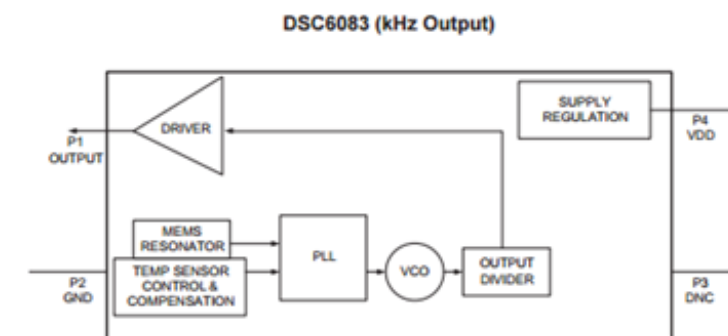 DSC6083 (kHz Output)
SUPPLY
REGULATION
P4
VDD
DRIVER
P1
OUTPUT
MEMS
RESONATOR
TEMP SENSOR
CONTROL &
COMPENSATION
PLL
VCO
OUTPUT
DIVIDER
P2
GND
P3
DNC